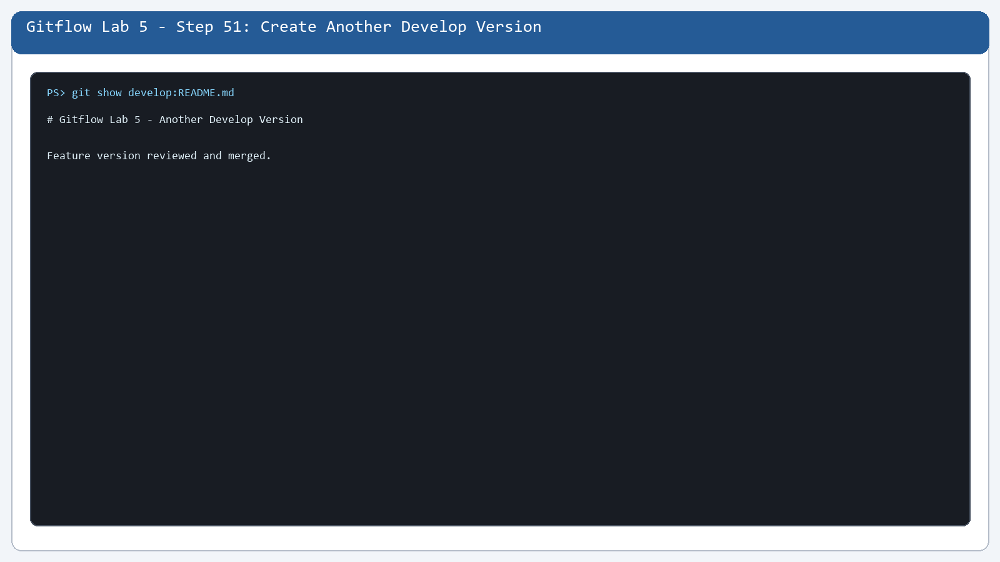 Gitflow Lab 5 - Step 51: Create Another Develop Version
PS> git show develop:README.md
# Gitflow Lab 5 - Another Develop Version
Feature version reviewed and merged.